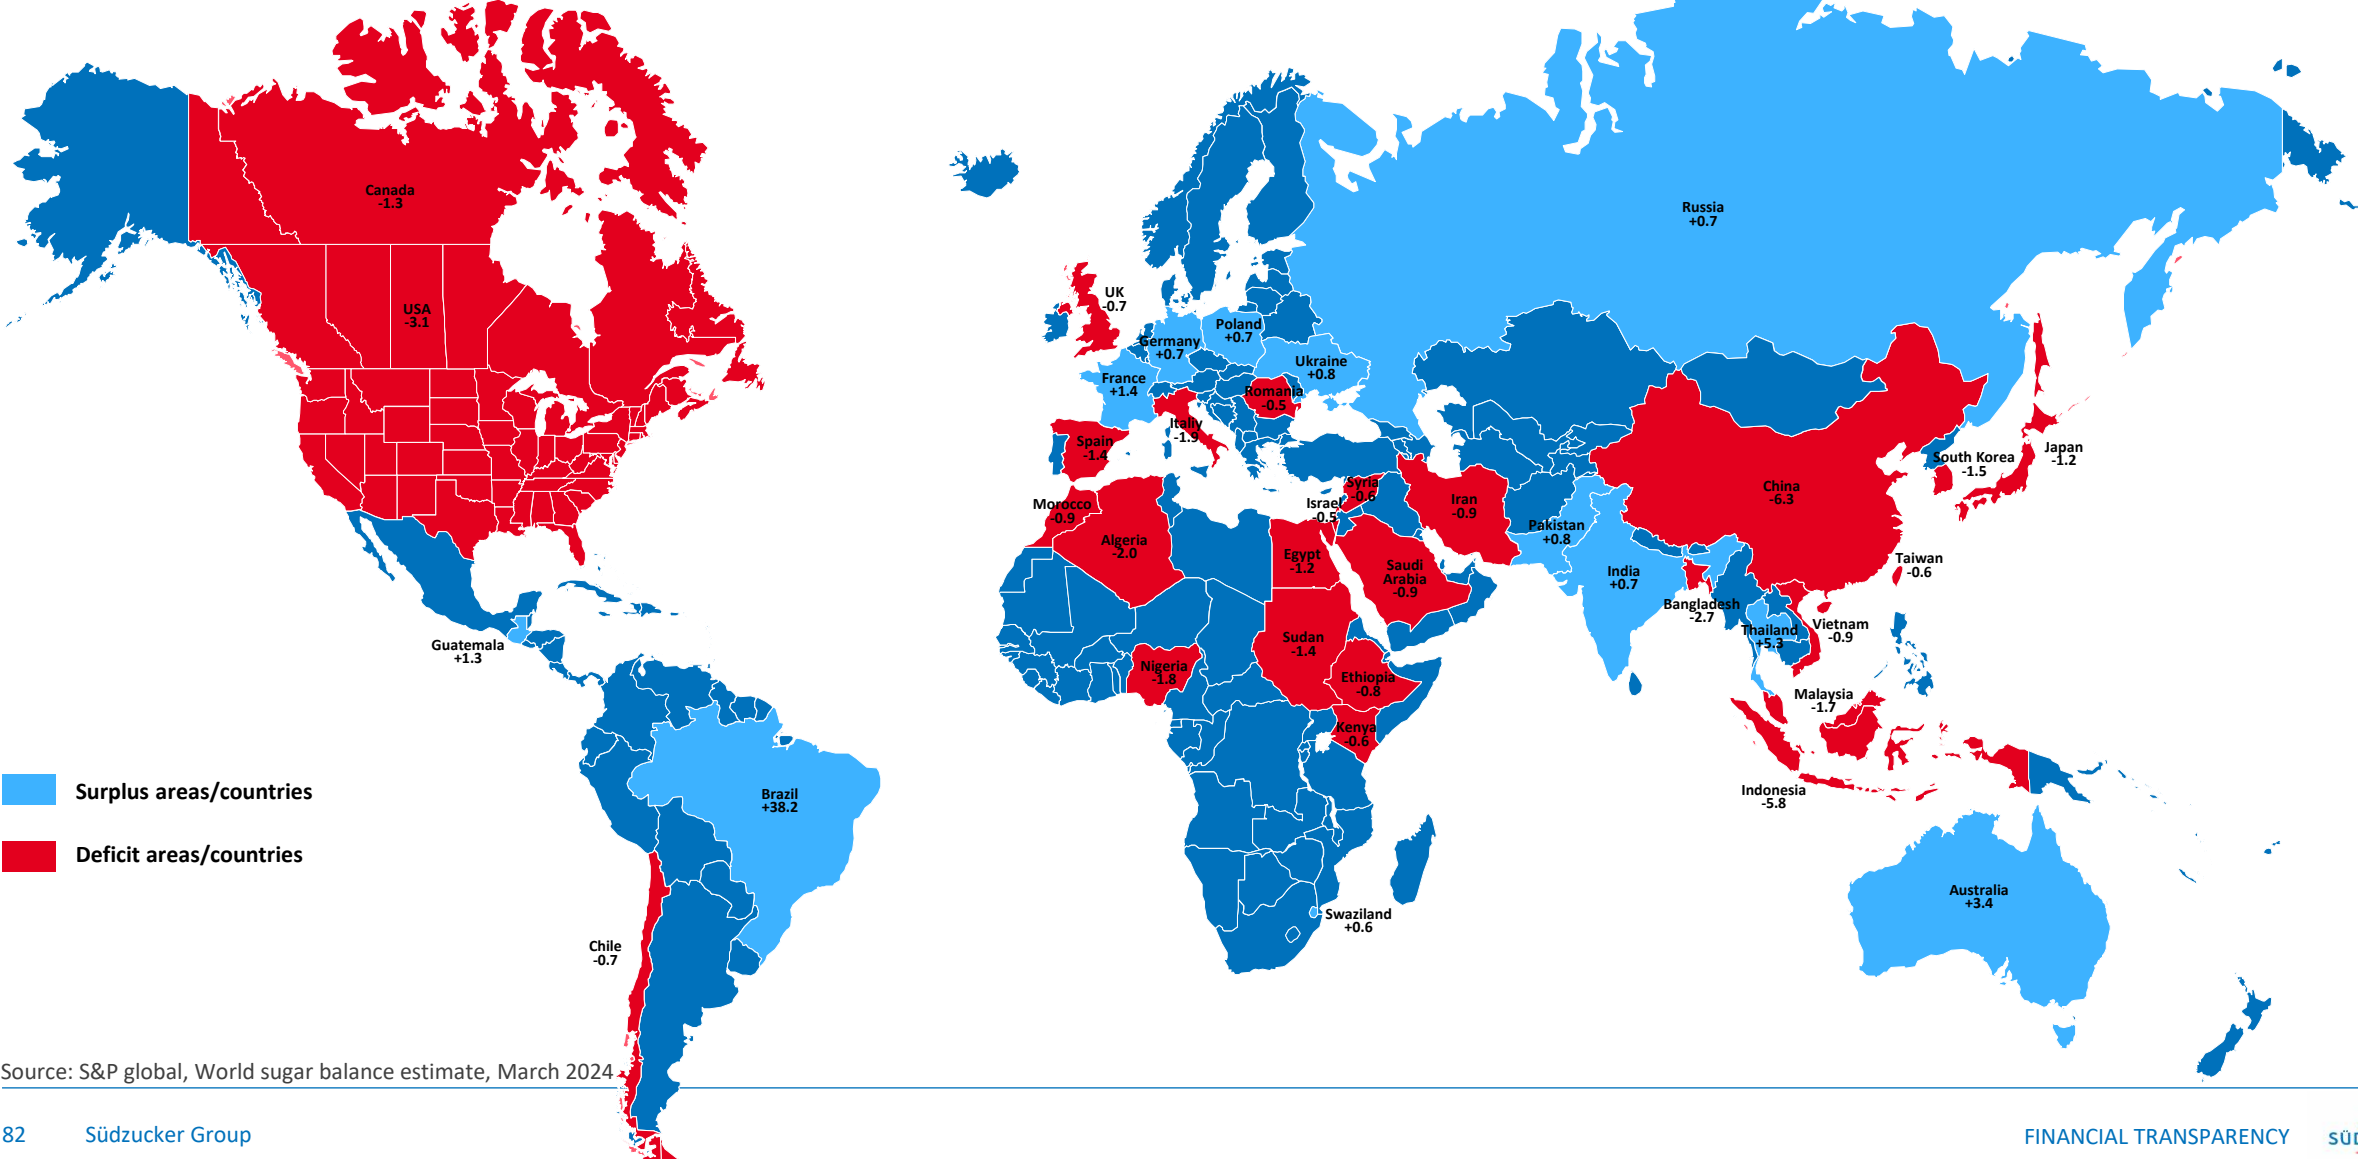 Canada
-1.3
USA
-3.1
Guatemala
+1.3
Brazil
+38.2
Chile
-0.7
UK
-0.7
Poland
+0.7
Germany
+0.7
Ukraine
+0.8
France
+1.4
Romania
-0.5
Italiy
-1.9
Spain
-1.4
Morocco
-0.9
Algeria
-2.0
Syria
-0.6
Israel
-0.5
Egypt
-1.2
Saudi
Arabia
-0.9
Iran
-0.9
Sudan
-1.4
Nigeria
-1.8
Ethiopia
-0.8
Kenya
-0.6
Swaziland
+0.6
Russia
+0.7
Pakistan
+0.8
India
+0.7
Bangladesh
-2.7
China
-6.3
South Korea
-1.5
Japan
-1.2
Taiwan
-0.6
Thailand
+5.3
Vietnam
-0.9
Malaysia
-1.7
Indonesia
-5.8
Australia
+3.4
Surplus areas/countries
Deficit areas/countries
Source: S&P global, World sugar balance estimate, March 2024
82 Südzucker Group
FINANCIAL TRANSPARENCY